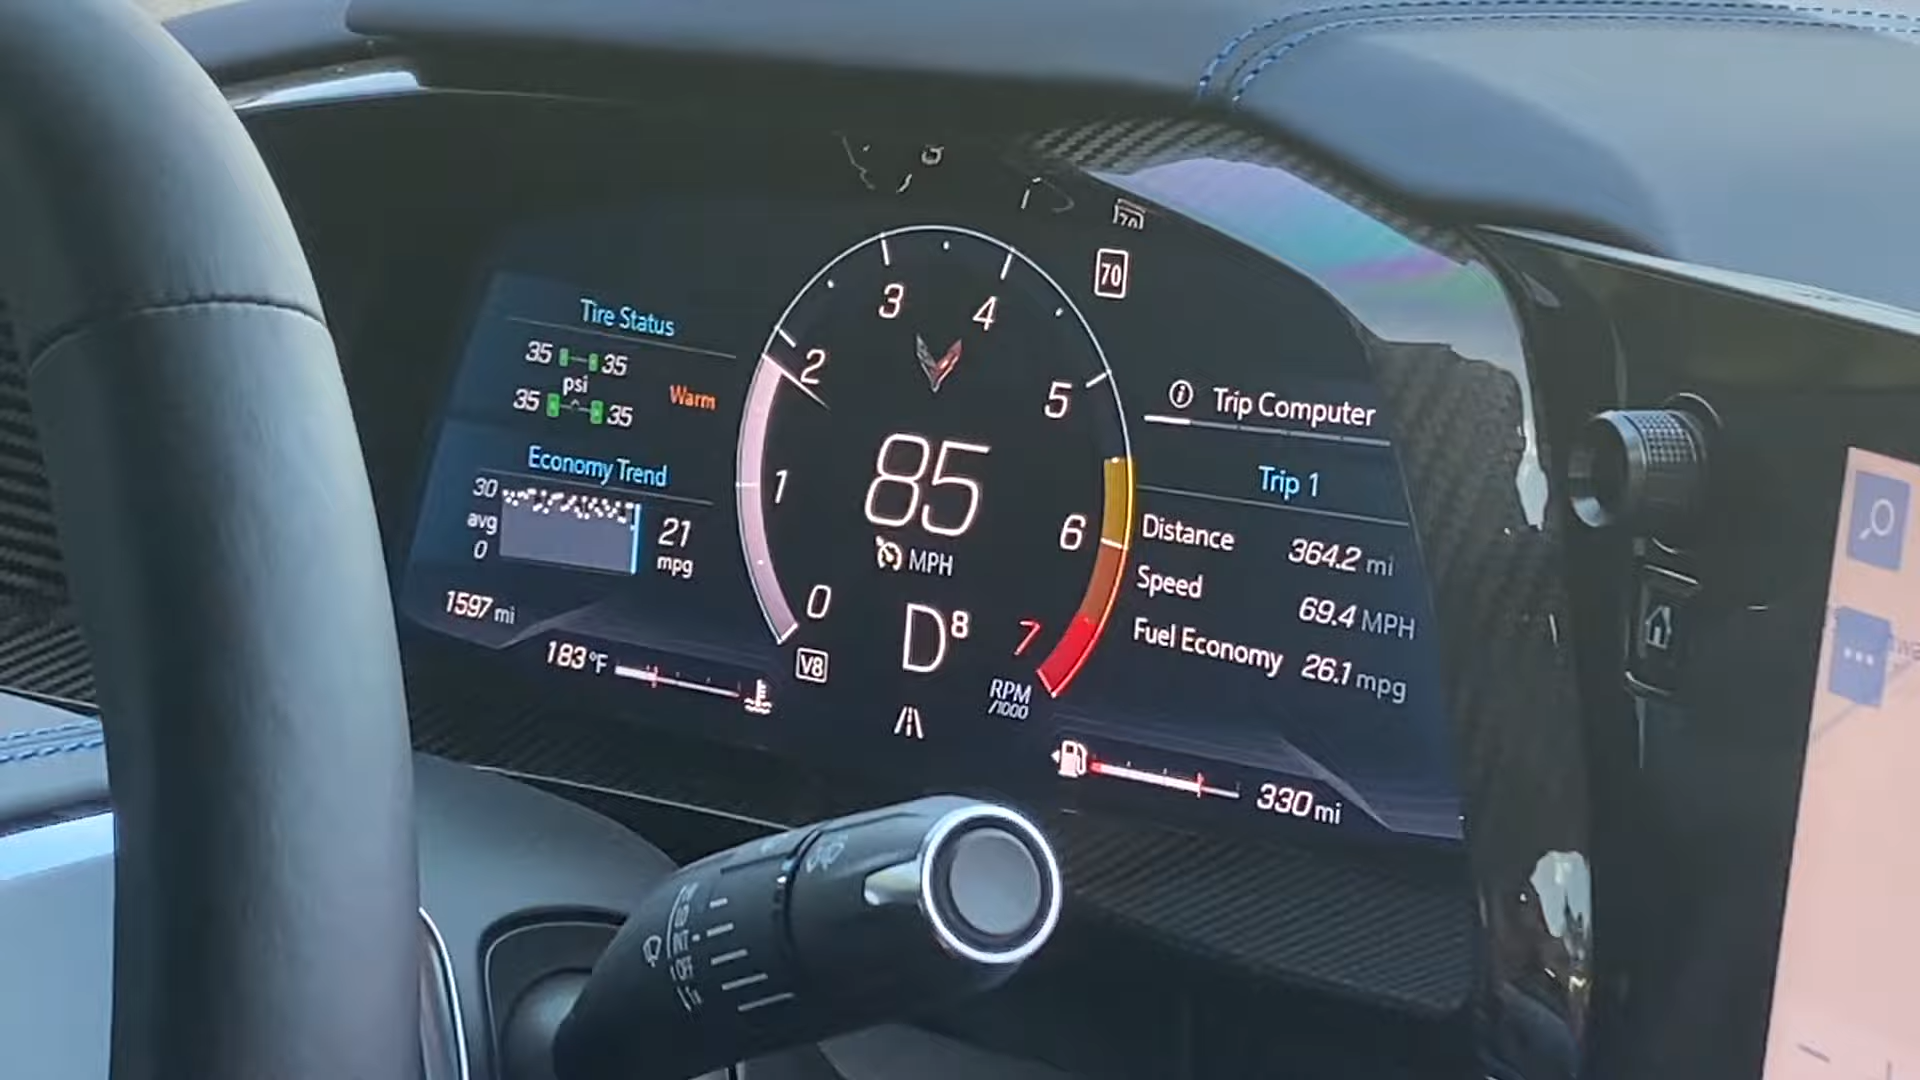 70
70
Tire Status
35 35
psi
35 35
Warm
Economy Trend
30
avg
0
21
mpg
1597 mi
183 °F
0
1
2
3
4
5
6
7
RPM
/1000
85
MPH
D8
V8
Trip Computer
Trip 1
Distance 364.2 mi
Speed 69.4 MPH
Fuel Economy 26.1 mpg
330 mi
INT
OFF